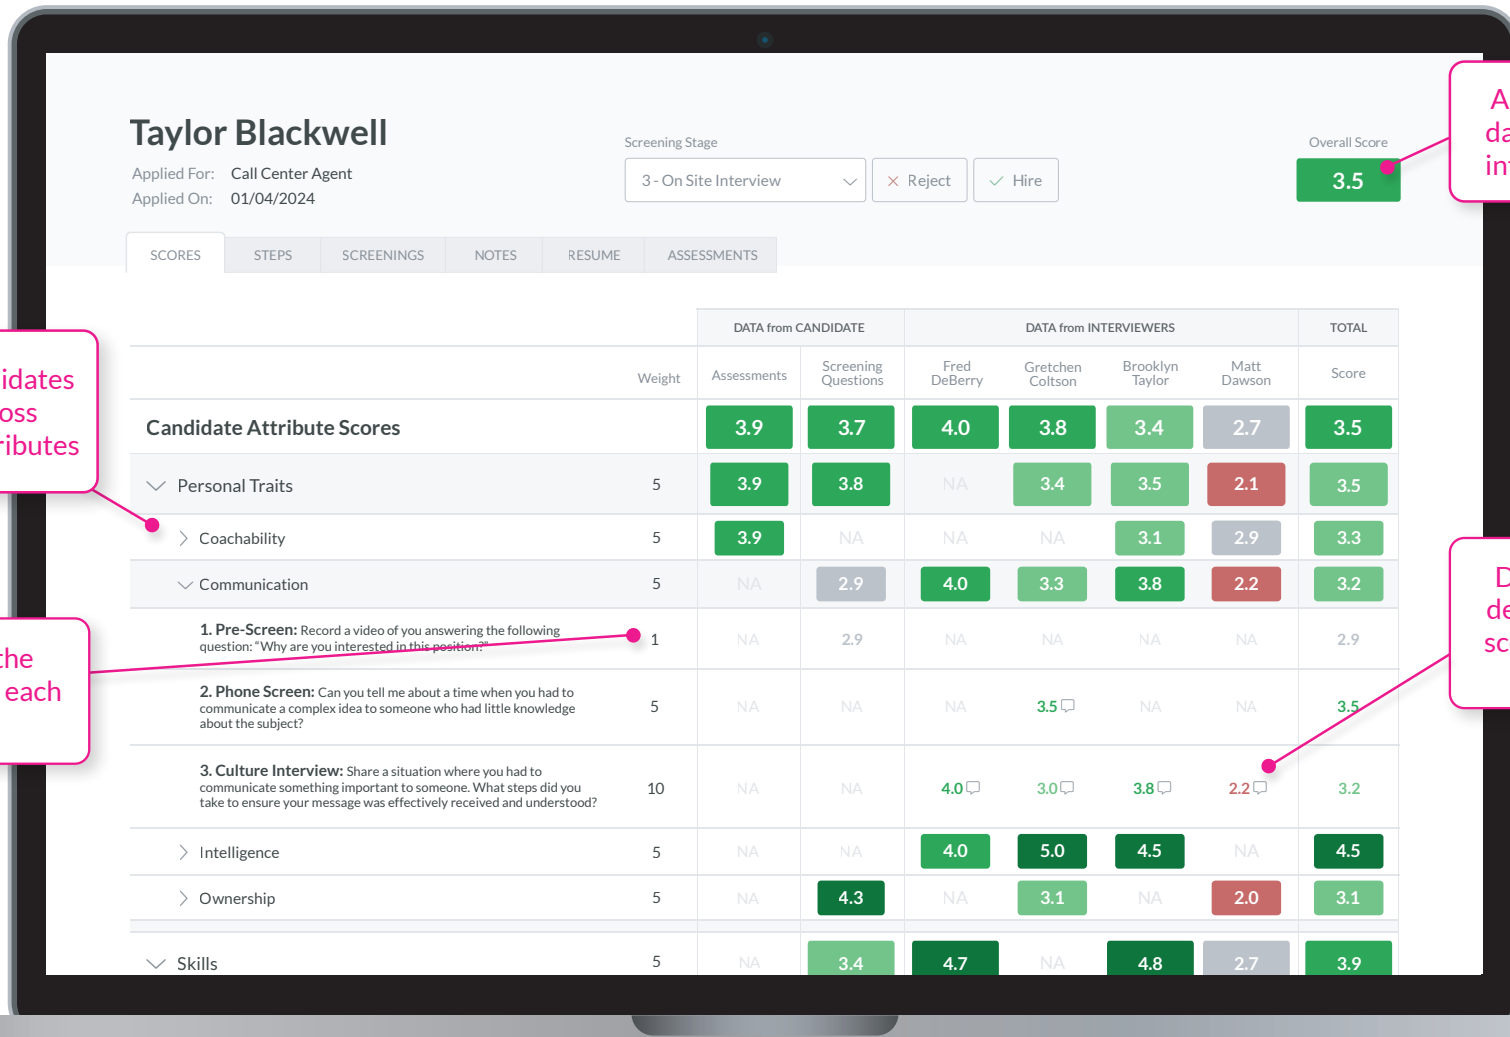 Taylor Blackwell
Applied For: Call Center Agent
Applied On: 01/04/2024
Screening Stage
3 - On Site Interview
Reject
Hire
Overall Score
3.5
SCORES STEPS SCREENINGS NOTES RESUME ASSESSMENTS
DATA from CANDIDATE DATA from INTERVIEWERS TOTAL
Weight Assessments Screening Questions Fred DeBerry Gretchen Coltson Brooklyn Taylor Matt Dawson Score
Candidate Attribute Scores 3.9 3.7 4.0 3.8 3.4 2.7 3.5
Personal Traits 5 3.9 3.8 NA 3.4 3.5 2.1 3.5
Coachability 5 3.9 NA NA NA 3.1 2.9 3.3
Communication 5 NA 2.9 4.0 3.3 3.8 2.2 3.2
1. Pre-Screen: Record a video of you answering the following
question: “Why are you interested in this position?”
1 NA 2.9 NA NA NA NA 2.9
2. Phone Screen: Can you tell me about a time when you had to
communicate a complex idea to someone who had little knowledge
about the subject?
5 NA NA NA 3.5 NA NA 3.5
3. Culture Interview: Share a situation where you had to
communicate something important to someone. What steps did you
take to ensure your message was effectively received and understood?
10 NA NA 4.0 3.0 3.8 2.2 3.2
Intelligence 5 NA NA 4.0 5.0 4.5 NA 4.5
Ownership 5 NA 4.3 NA 3.1 NA 2.0 3.1
Skills 5 NA 3.4 4.7 NA 4.8 2.7 3.9
idates
oss
ributes
the
each
A
da
int
D
de
sc